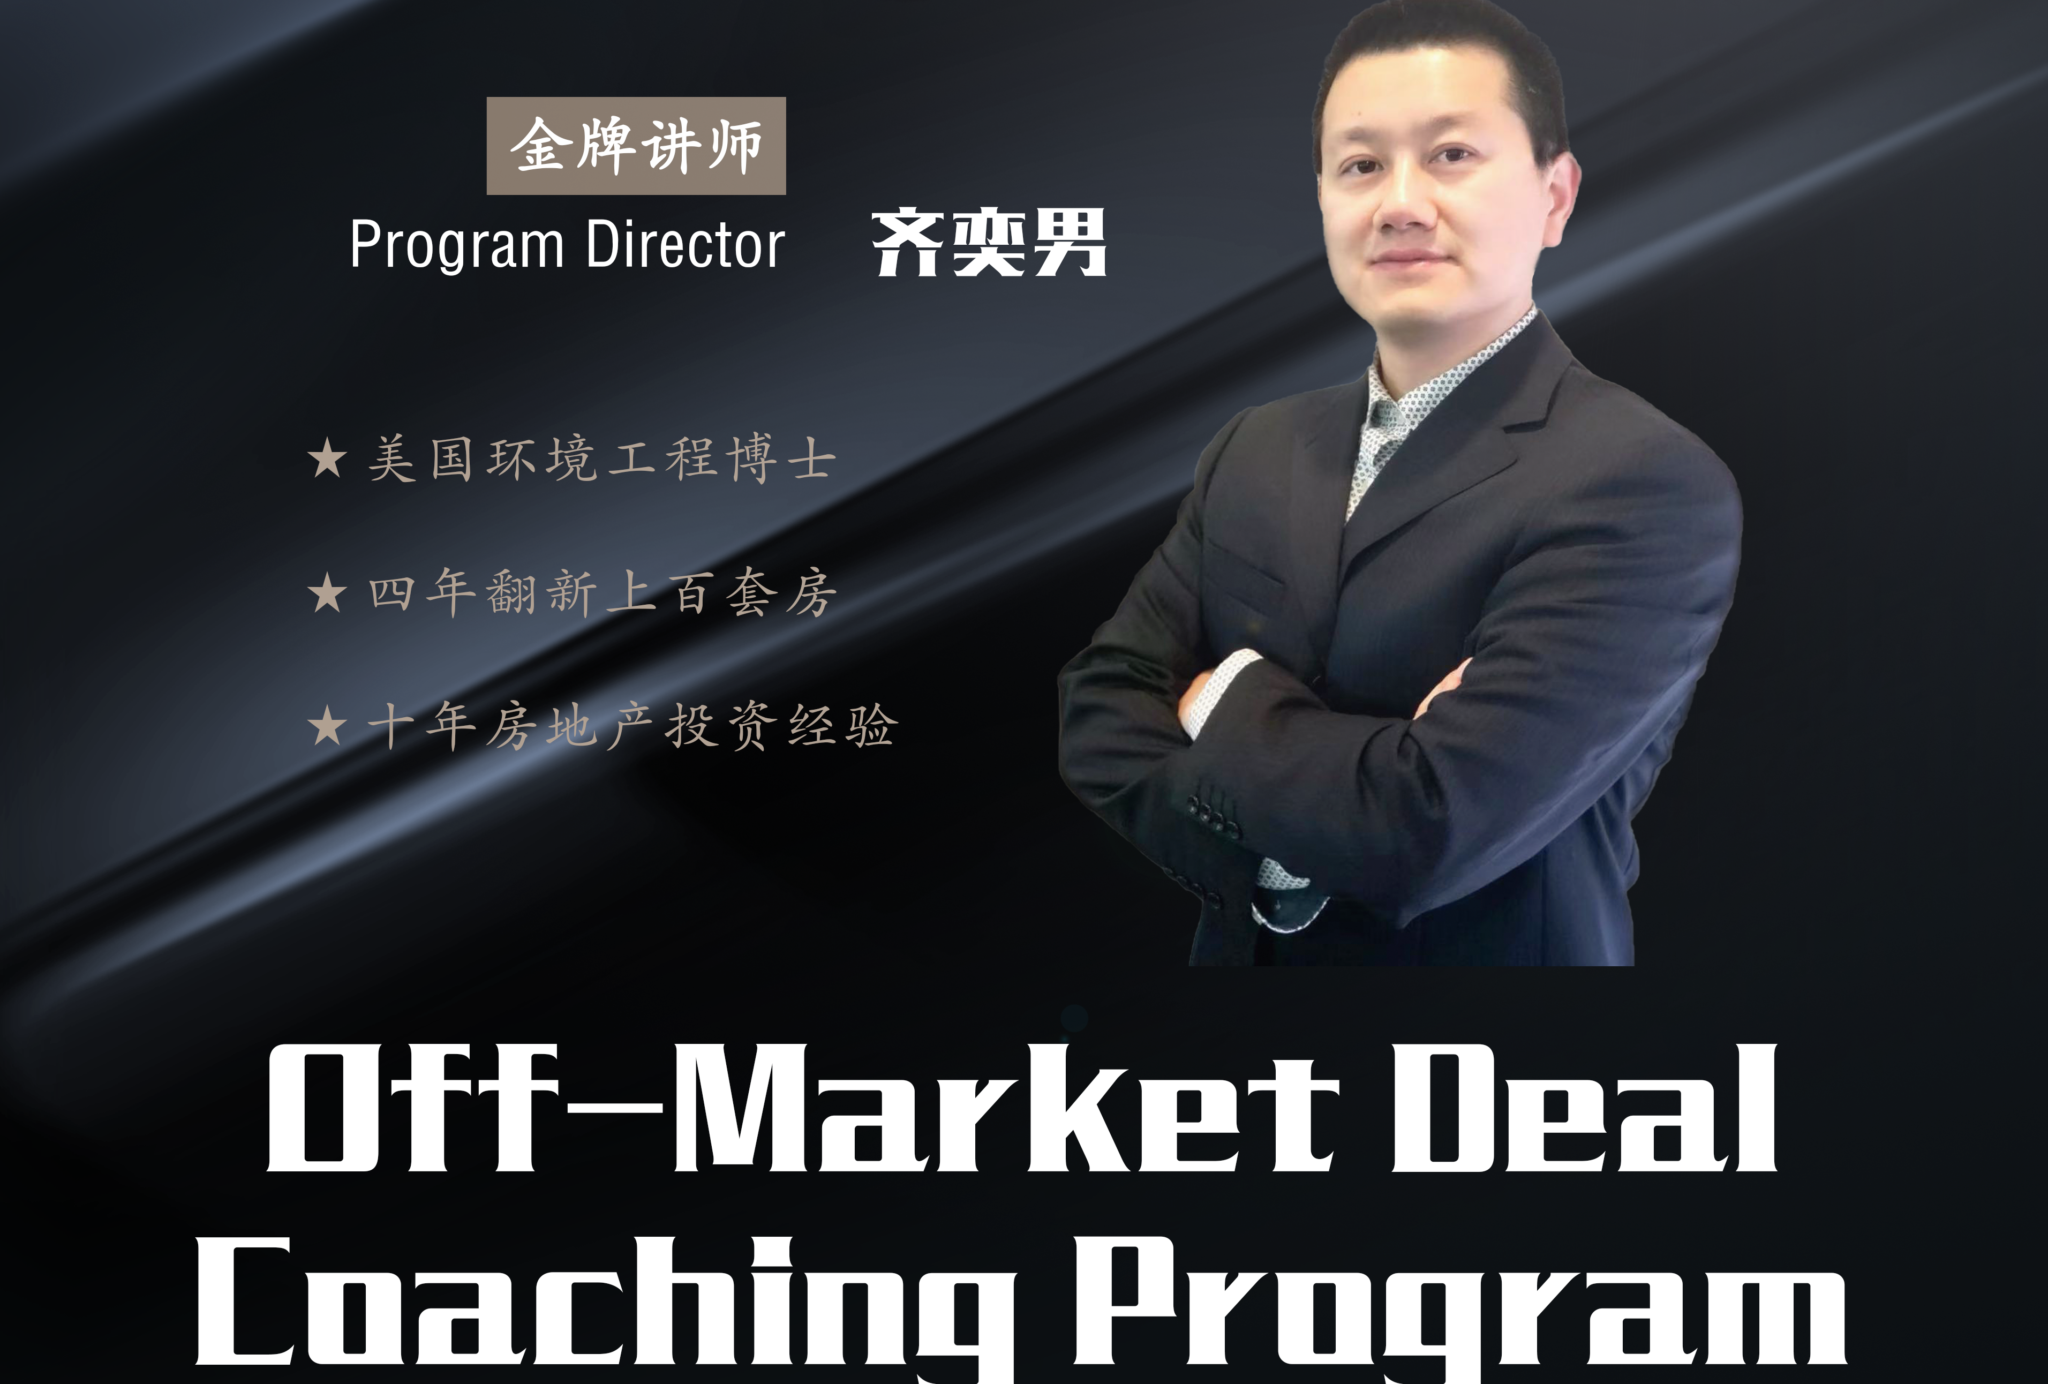 金牌讲师
Program Director 齐奕男
★ 美国环境工程博士
★ 四年翻新上百套房
★ 十年房地产投资经验
Off-Market Deal
Coaching Program